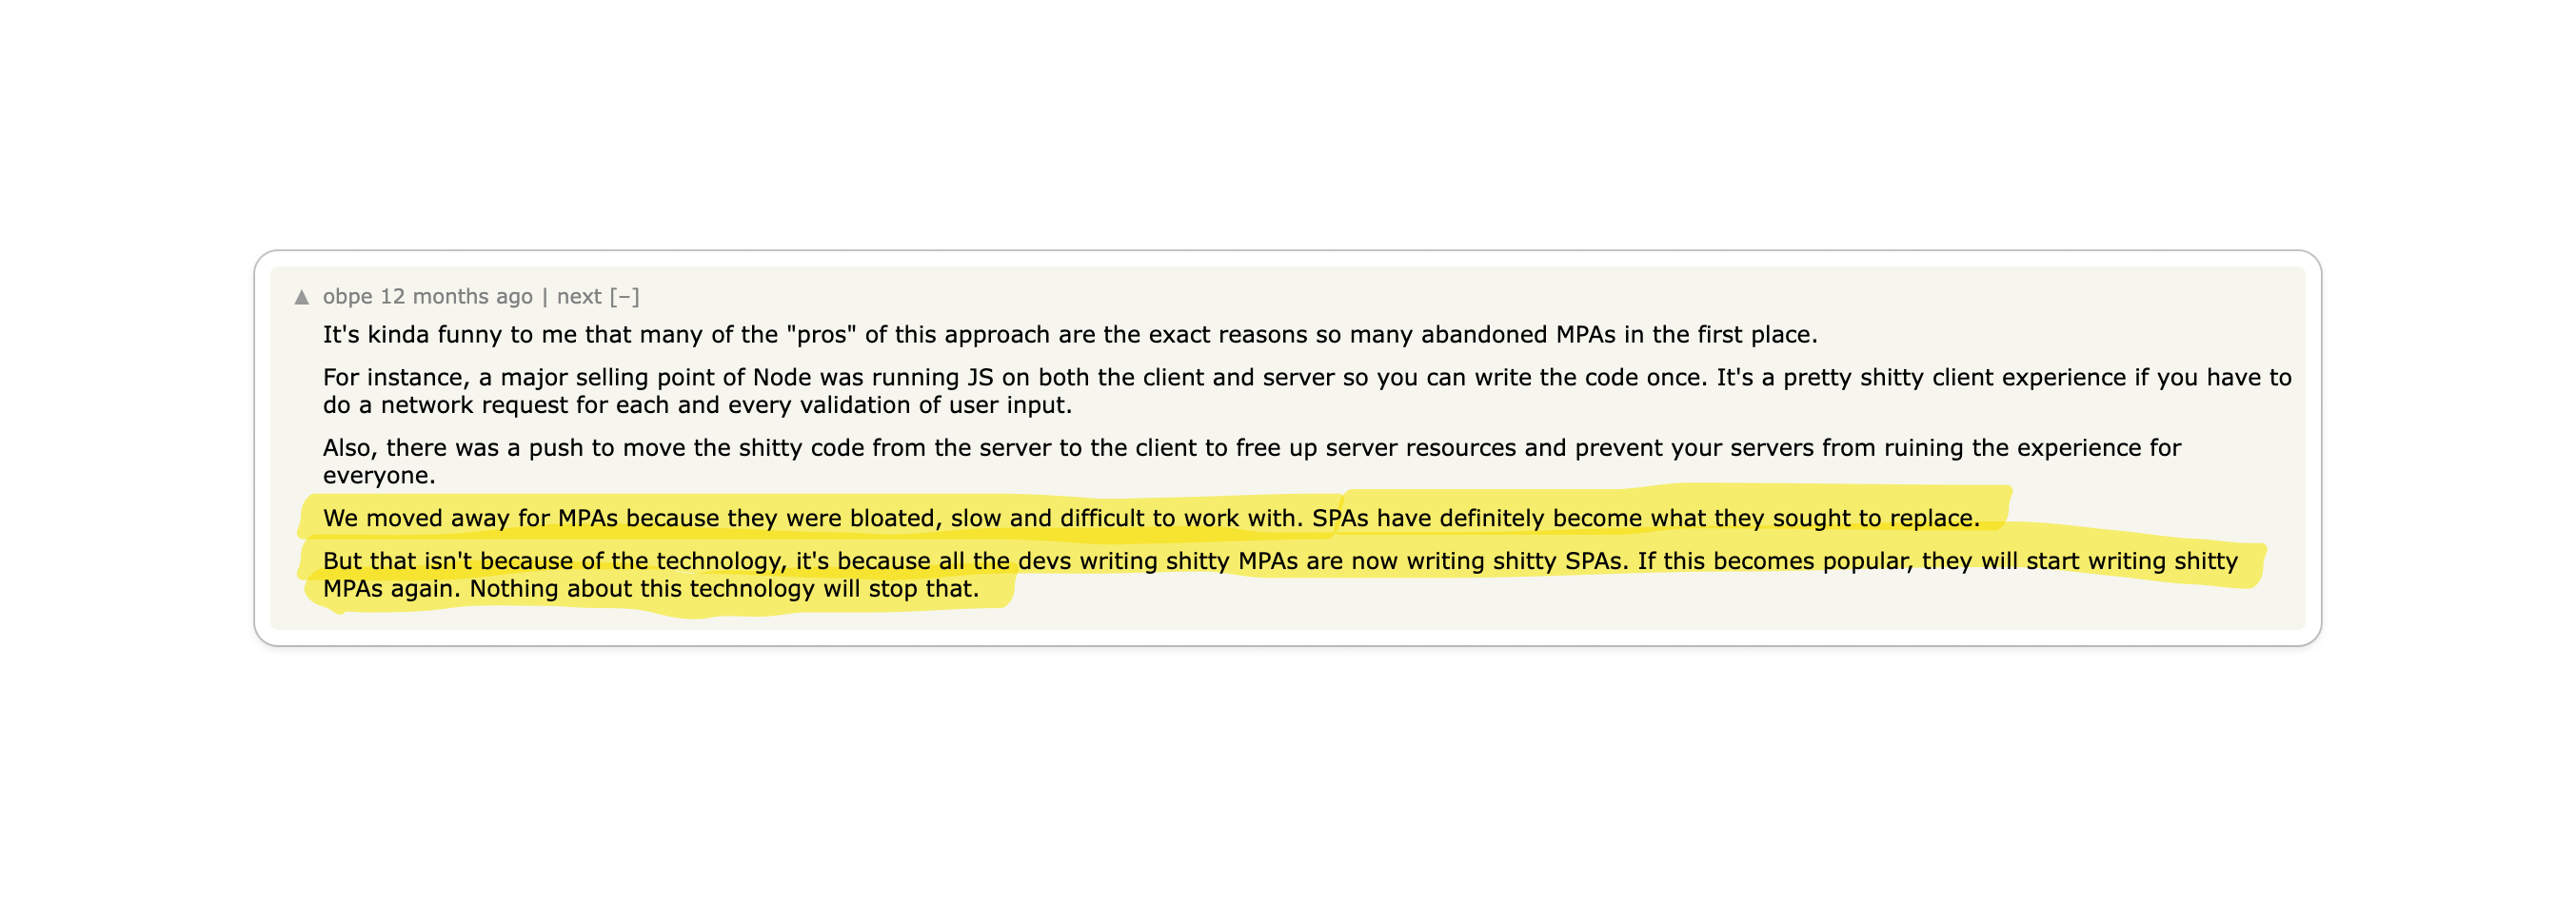 ▲ obpe 12 months ago | next [–]
It's kinda funny to me that many of the "pros" of this approach are the exact reasons so many abandoned MPAs in the first place.
For instance, a major selling point of Node was running JS on both the client and server so you can write the code once. It's a pretty shitty client experience if you have to
do a network request for each and every validation of user input.
Also, there was a push to move the shitty code from the server to the client to free up server resources and prevent your servers from ruining the experience for
everyone.
We moved away for MPAs because they were bloated, slow and difficult to work with. SPAs have definitely become what they sought to replace.
But that isn't because of the technology, it's because all the devs writing shitty MPAs are now writing shitty SPAs. If this becomes popular, they will start writing shitty
MPAs again. Nothing about this technology will stop that.